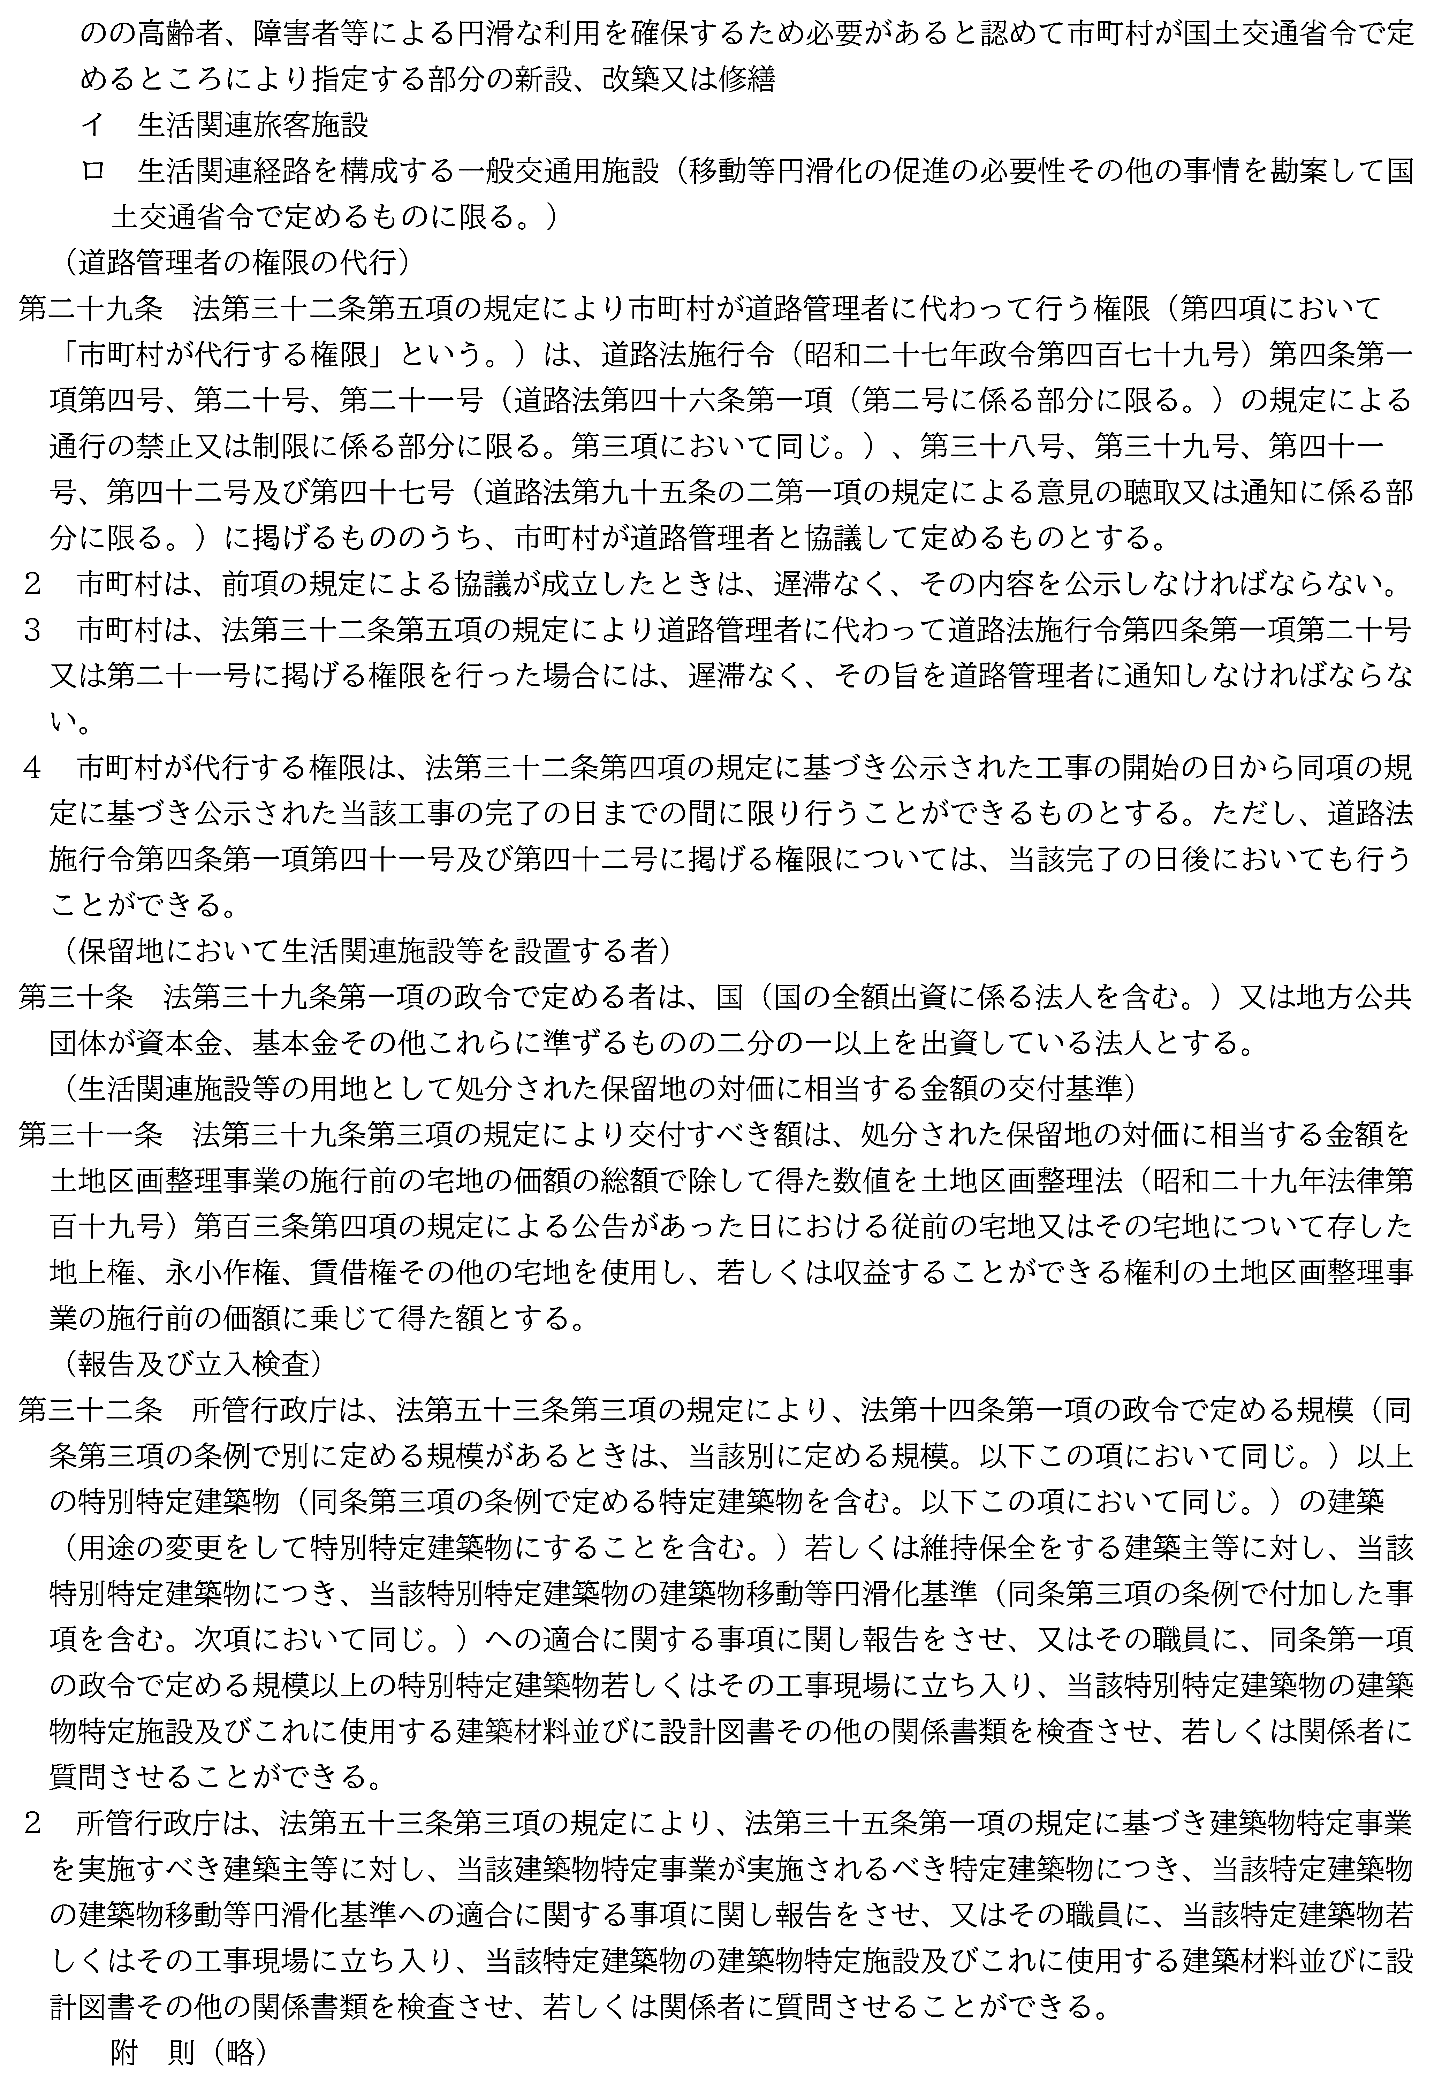 のの高齢者、障害者等による円滑な利用を確保するため必要があると認めて市町村が国土交通省令で定
めるところにより指定する部分の新設、改築又は修繕
イ　生活関連旅客施設
ロ　生活関連経路を構成する一般交通用施設（移動等円滑化の促進の必要性その他の事情を勘案して国
土交通省令で定めるものに限る。）
（道路管理者の権限の代行）
第二十九条　法第三十二条第五項の規定により市町村が道路管理者に代わって行う権限（第四項において
「市町村が代行する権限」という。）は、道路法施行令（昭和二十七年政令第四百七十九号）第四条第一
項第四号、第二十号、第二十一号（道路法第四十六条第一項（第二号に係る部分に限る。）の規定による
通行の禁止又は制限に係る部分に限る。第三項において同じ。）、第三十八号、第三十九号、第四十一
号、第四十二号及び第四十七号（道路法第九十五条の二第一項の規定による意見の聴取又は通知に係る部
分に限る。）に掲げるもののうち、市町村が道路管理者と協議して定めるものとする。
２　市町村は、前項の規定による協議が成立したときは、遅滞なく、その内容を公示しなければならない。
３　市町村は、法第三十二条第五項の規定により道路管理者に代わって道路法施行令第四条第一項第二十号
又は第二十一号に掲げる権限を行った場合には、遅滞なく、その旨を道路管理者に通知しなければならな
い。
４　市町村が代行する権限は、法第三十二条第四項の規定に基づき公示された工事の開始の日から同項の規
定に基づき公示された当該工事の完了の日までの間に限り行うことができるものとする。ただし、道路法
施行令第四条第一項第四十一号及び第四十二号に掲げる権限については、当該完了の日後においても行う
ことができる。
（保留地において生活関連施設等を設置する者）
第三十条　法第三十九条第一項の政令で定める者は、国（国の全額出資に係る法人を含む。）又は地方公共
団体が資本金、基本金その他これらに準ずるものの二分の一以上を出資している法人とする。
（生活関連施設等の用地として処分された保留地の対価に相当する金額の交付基準）
第三十一条　法第三十九条第三項の規定により交付すべき額は、処分された保留地の対価に相当する金額を
土地区画整理事業の施行前の宅地の価額の総額で除して得た数値を土地区画整理法（昭和二十九年法律第
百十九号）第百三条第四項の規定による公告があった日における従前の宅地又はその宅地について存した
地上権、永小作権、賃借権その他の宅地を使用し、若しくは収益することができる権利の土地区画整理事
業の施行前の価額に乗じて得た額とする。
（報告及び立入検査）
第三十二条　所管行政庁は、法第五十三条第三項の規定により、法第十四条第一項の政令で定める規模（同
条第三項の条例で別に定める規模があるときは、当該別に定める規模。以下この項において同じ。）以上
の特別特定建築物（同条第三項の条例で定める特定建築物を含む。以下この項において同じ。）の建築
（用途の変更をして特別特定建築物にすることを含む。）若しくは維持保全をする建築主等に対し、当該
特別特定建築物につき、当該特別特定建築物の建築物移動等円滑化基準（同条第三項の条例で付加した事
項を含む。次項において同じ。）への適合に関する事項に関し報告をさせ、又はその職員に、同条第一項
の政令で定める規模以上の特別特定建築物若しくはその工事現場に立ち入り、当該特別特定建築物の建築
物特定施設及びこれに使用する建築材料並びに設計図書その他の関係書類を検査させ、若しくは関係者に
質問させることができる。
２　所管行政庁は、法第五十三条第三項の規定により、法第三十五条第一項の規定に基づき建築物特定事業
を実施すべき建築主等に対し、当該建築物特定事業が実施されるべき特定建築物につき、当該特定建築物
の建築物移動等円滑化基準への適合に関する事項に関し報告をさせ、又はその職員に、当該特定建築物若
しくはその工事現場に立ち入り、当該特定建築物の建築物特定施設及びこれに使用する建築材料並びに設
計図書その他の関係書類を検査させ、若しくは関係者に質問させることができる。
附　則（略）